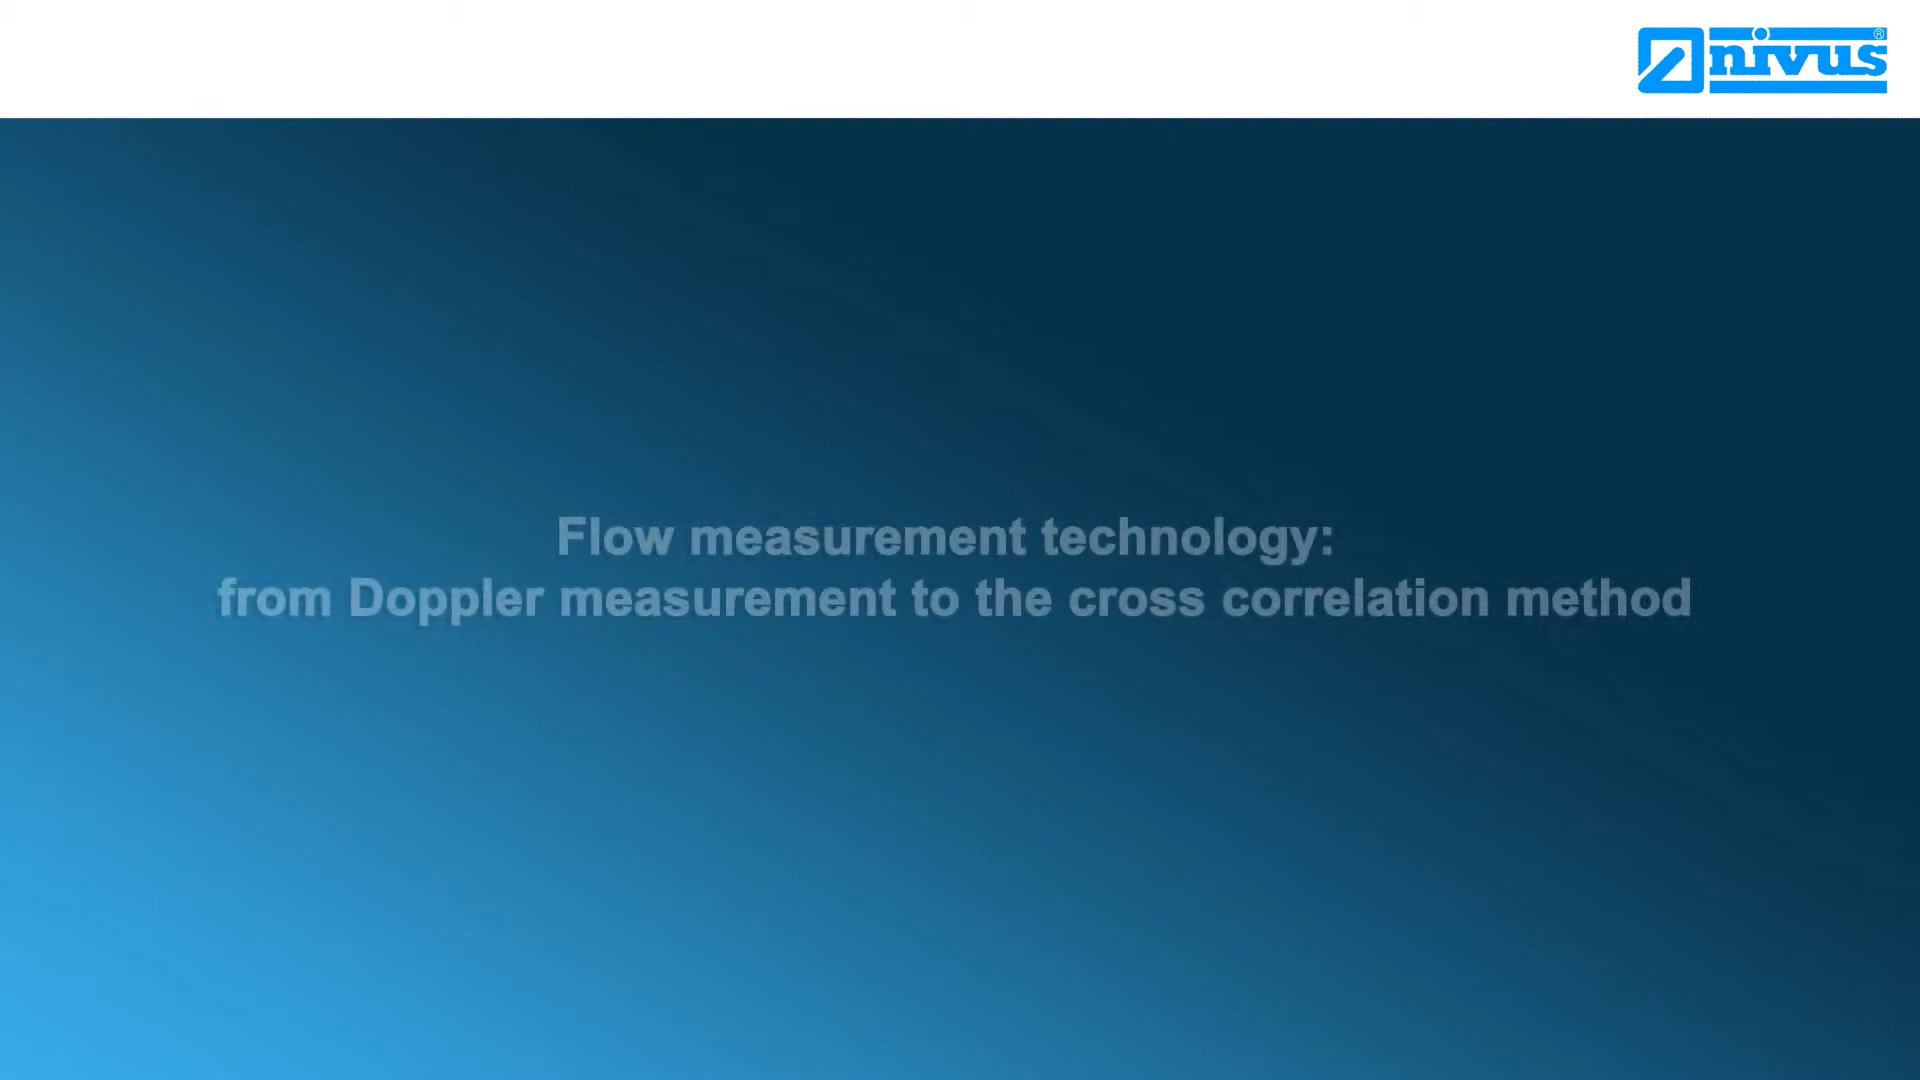 nivus®
Flow measurement technology:
from Doppler measurement to the cross correlation method